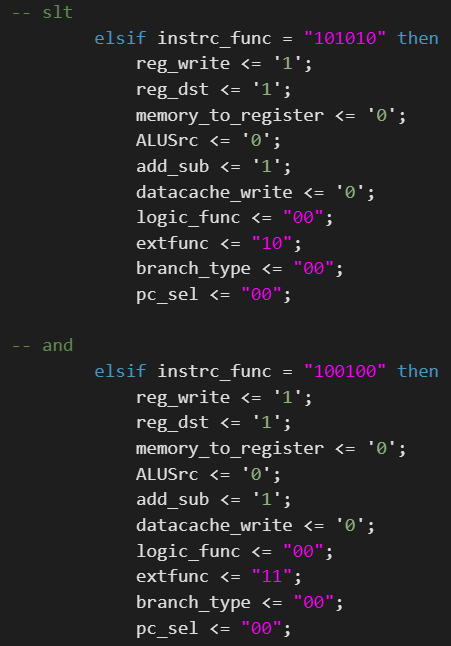 -- slt
elsif instrc_func = "101010" then
reg_write <= '1';
reg_dst <= '1';
memory_to_register <= '0';
ALUSrc <= '0';
add_sub <= '1';
datacache_write <= '0';
logic_func <= "00";
extfunc <= "10";
branch_type <= "00";
pc_sel <= "00";
-- and
elsif instrc_func = "100100" then
reg_write <= '1';
reg_dst <= '1';
memory_to_register <= '0';
ALUSrc <= '0';
add_sub <= '1';
datacache_write <= '0';
logic_func <= "00";
extfunc <= "11";
branch_type <= "00";
pc_sel <= "00";